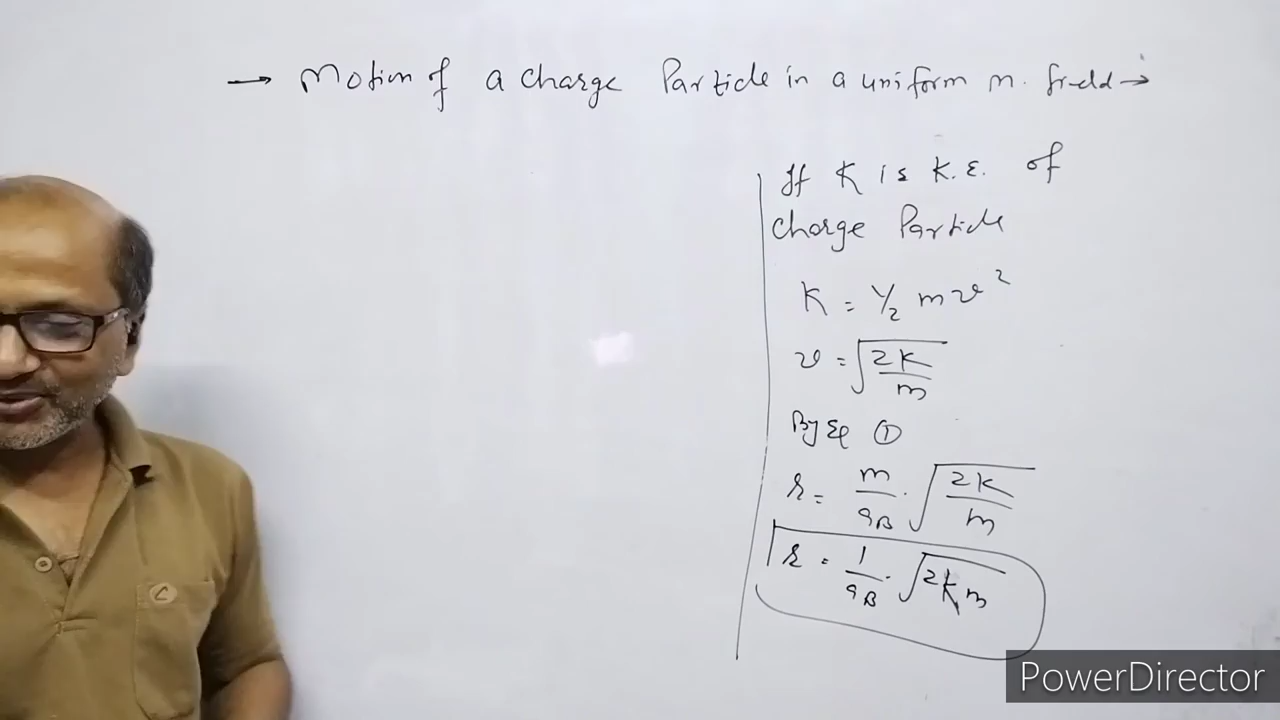 → Motion of a charge Particle in a uniform m. field →
If K is K.E. of
charge Particle
K = 1/2 mv²
v = √(2K/m)
By Eq ①
r = m/qB . √(2K/m)
r = 1/qB . √(2Km)
PowerDirector